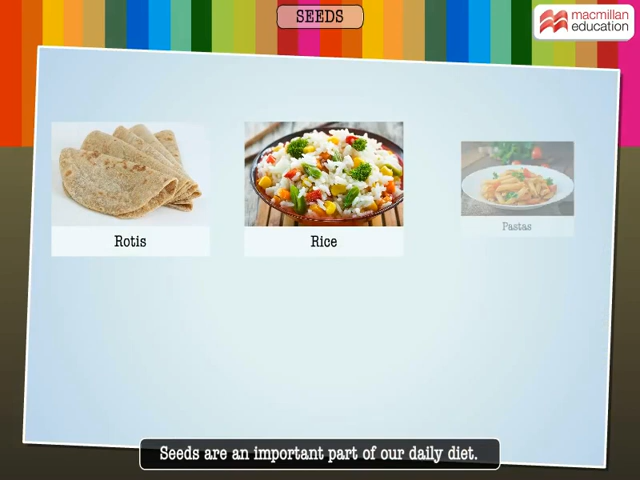 SEEDS
macmillan
education
Rotis
Rice
Pastas
Seeds are an important part of our daily diet.